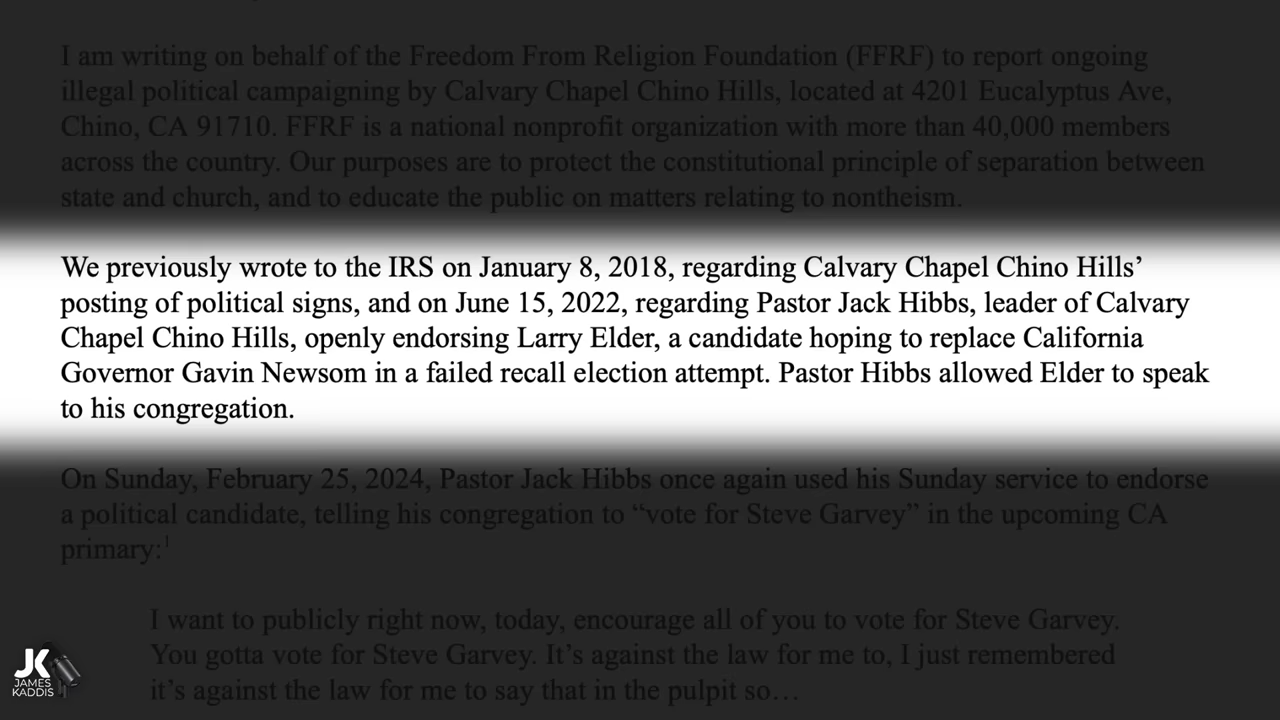 I am writing on behalf of the Freedom From Religion Foundation (FFRF) to report ongoing
illegal political campaigning by Calvary Chapel Chino Hills, located at 4201 Eucalyptus Ave,
Chino, CA 91710. FFRF is a national nonprofit organization with more than 40,000 members
across the country. Our purposes are to protect the constitutional principle of separation between
state and church, and to educate the public on matters relating to nontheism.
We previously wrote to the IRS on January 8, 2018, regarding Calvary Chapel Chino Hills’
posting of political signs, and on June 15, 2022, regarding Pastor Jack Hibbs, leader of Calvary
Chapel Chino Hills, openly endorsing Larry Elder, a candidate hoping to replace California
Governor Gavin Newsom in a failed recall election attempt. Pastor Hibbs allowed Elder to speak
to his congregation.
On Sunday, February 25, 2024, Pastor Jack Hibbs once again used his Sunday service to endorse
a political candidate, telling his congregation to “vote for Steve Garvey” in the upcoming CA
primary:¹
I want to publicly right now, today, encourage all of you to vote for Steve Garvey.
You gotta vote for Steve Garvey. It’s against the law for me to, I just remembered
it’s against the law for me to say that in the pulpit so…
JK
JAMES
KADDIS